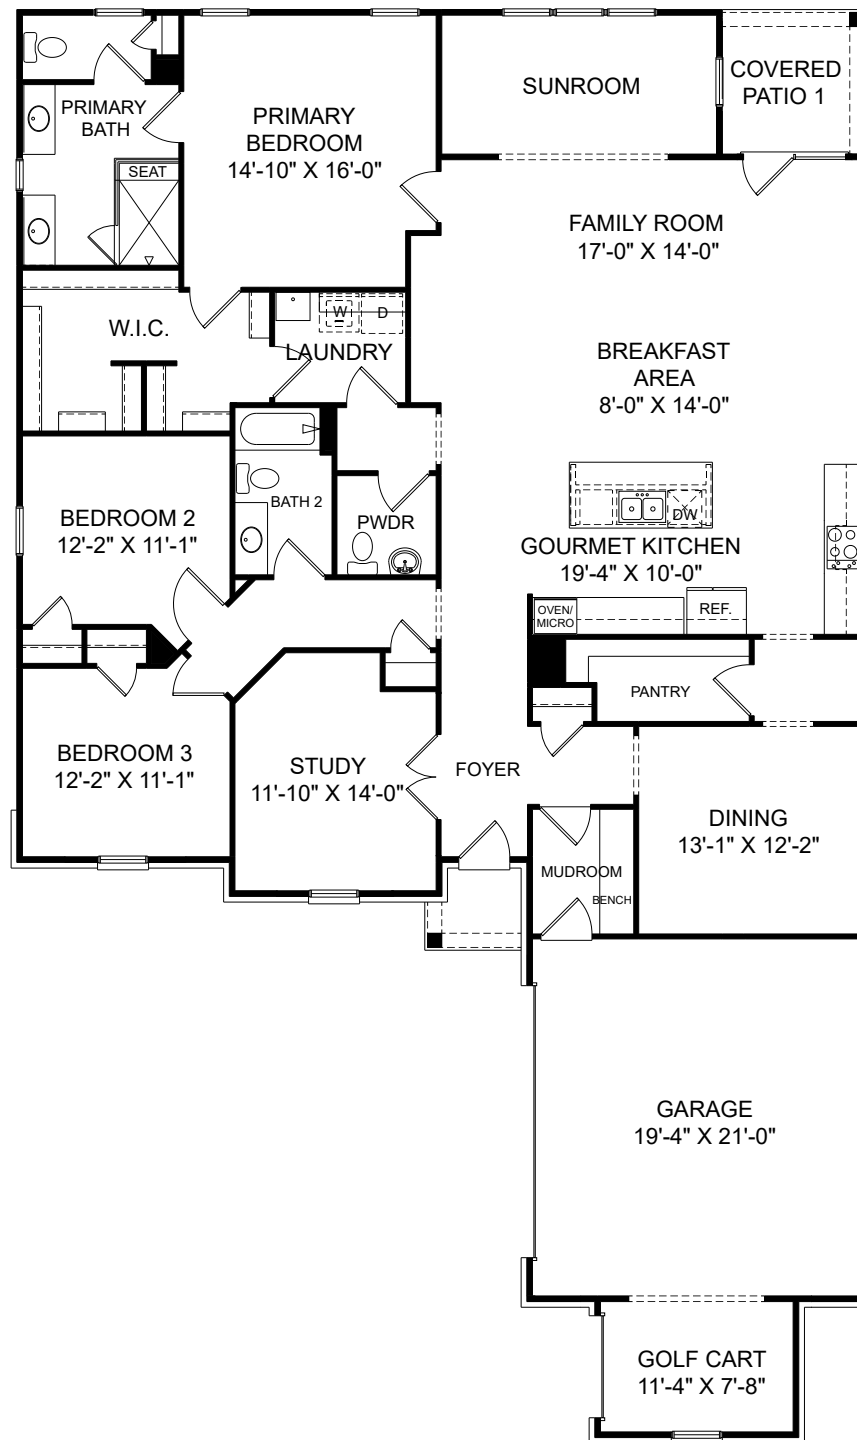 PRIMARY
BATH
SEAT
PRIMARY
BEDROOM
14'-10" X 16'-0"
SUNROOM
COVERED
PATIO 1
FAMILY ROOM
17'-0" X 14'-0"
W.I.C.
W
D
LAUNDRY
BREAKFAST
AREA
8'-0" X 14'-0"
BEDROOM 2
12'-2" X 11'-1"
BATH 2
PWDR
DW
GOURMET KITCHEN
19'-4" X 10'-0"
OVEN/
MICRO
REF.
PANTRY
BEDROOM 3
12'-2" X 11'-1"
STUDY
11'-10" X 14'-0"
FOYER
DINING
13'-1" X 12'-2"
MUDROOM
BENCH
GARAGE
19'-4" X 21'-0"
GOLF CART
11'-4" X 7'-8"